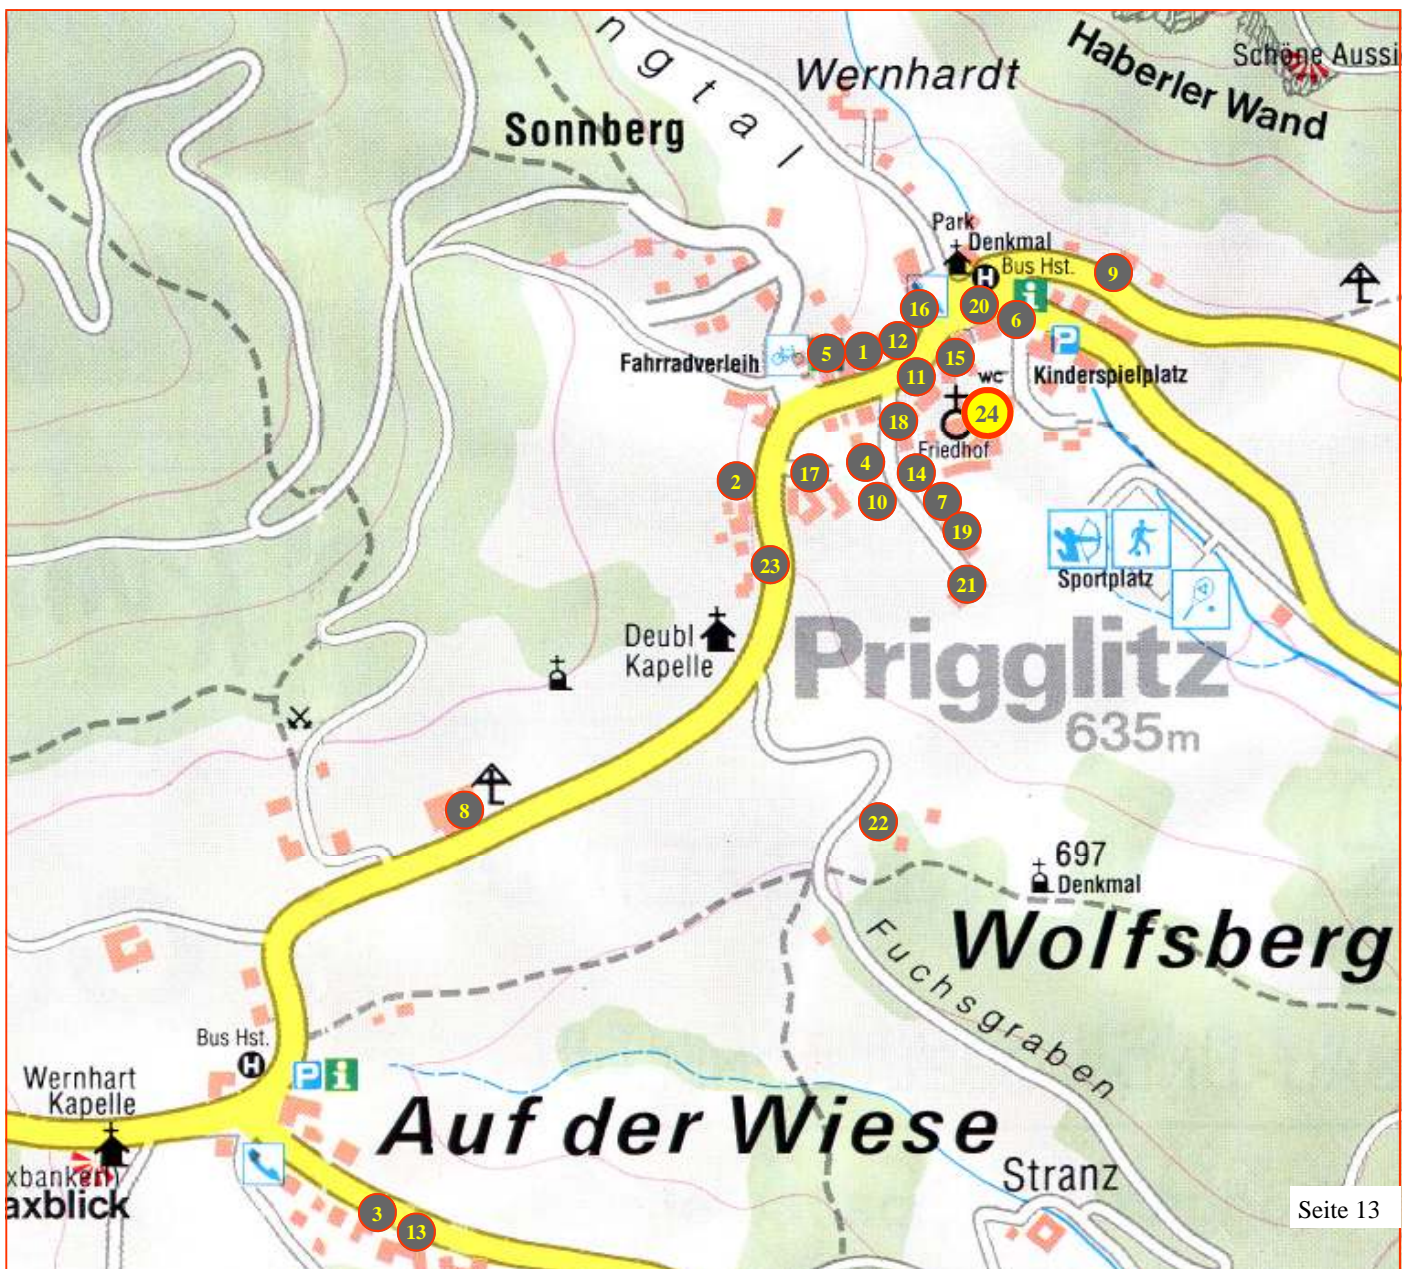 ngtal
Wernhardt
Haberler Wand
Schöne Aussi
Sonnberg
Park
Denkmal
H
Bus Hst.
i
9
20
16
6
12
P
Fahrradverleih
5
1
15
11
WC
Kinderspielplatz
24
18
Friedhof
4
14
2
17
10
7
19
23
21
Sportplatz
Deubl
Kapelle
Prigglitz
635m
8
22
697
Denkmal
Wolfsberg
Fuchsgraben
Bus Hst.
H
P
i
Wernhart
Kapelle
Auf der Wiese
xbankerl
axblick
Stranz
3
13
Seite 13